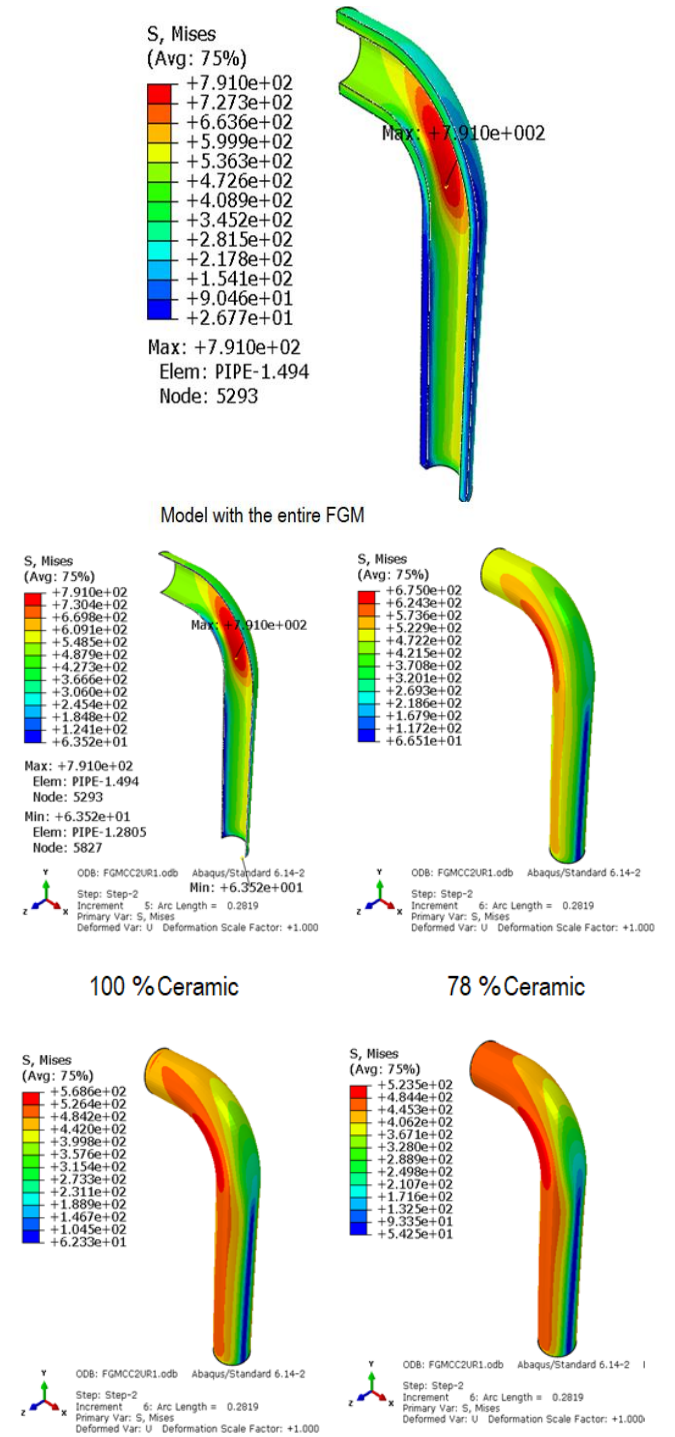 S, Mises
(Avg: 75%)
+7.910e+02
+7.273e+02
+6.636e+02
+5.999e+02
+5.363e+02
+4.726e+02
+4.089e+02
+3.452e+02
+2.815e+02
+2.178e+02
+1.541e+02
+9.046e+01
+2.677e+01
Max: +7.910e+02
Elem: PIPE-1.494
Node: 5293
Max: +7.910e+002
Model with the entire FGM
S, Mises
(Avg: 75%)
+7.910e+02
+7.304e+02
+6.698e+02
+6.091e+02
+5.485e+02
+4.879e+02
+4.273e+02
+3.666e+02
+3.060e+02
+2.454e+02
+1.848e+02
+1.241e+02
+6.352e+01
Max: +7.910e+02
Elem: PIPE-1.494
Node: 5293
Min: +6.352e+01
Elem: PIPE-1.2805
Node: 5827
Max: +7.910e+002
Min: +6.352e+001
Y
Z
X
ODB: FGMCC2UR1.odb Abaqus/Standard 6.14-2
Step: Step-2
Increment 5: Arc Length = 0.2819
Primary Var: S, Mises
Deformed Var: U Deformation Scale Factor: +1.000
100 % Ceramic
S, Mises
(Avg: 75%)
+6.750e+02
+6.243e+02
+5.736e+02
+5.229e+02
+4.722e+02
+4.215e+02
+3.708e+02
+3.201e+02
+2.693e+02
+2.186e+02
+1.679e+02
+1.172e+02
+6.651e+01
Y
Z
X
ODB: FGMCC2UR1.odb Abaqus/Standard 6.14-2
Step: Step-2
Increment 6: Arc Length = 0.2819
Primary Var: S, Mises
Deformed Var: U Deformation Scale Factor: +1.000
78 % Ceramic
S, Mises
(Avg: 75%)
+5.686e+02
+5.264e+02
+4.842e+02
+4.420e+02
+3.998e+02
+3.576e+02
+3.154e+02
+2.733e+02
+2.311e+02
+1.889e+02
+1.467e+02
+1.045e+02
+6.233e+01
Y
Z
X
ODB: FGMCC2UR1.odb Abaqus/Standard 6.14-2
Step: Step-2
Increment 6: Arc Length = 0.2819
Primary Var: S, Mises
Deformed Var: U Deformation Scale Factor: +1.000
S, Mises
(Avg: 75%)
+5.235e+02
+4.844e+02
+4.453e+02
+4.062e+02
+3.671e+02
+3.280e+02
+2.889e+02
+2.498e+02
+2.107e+02
+1.716e+02
+1.325e+02
+9.335e+01
+5.425e+01
Y
Z
X
ODB: FGMCC2UR1.odb Abaqus/Standard 6.14-2
Step: Step-2
Increment 6: Arc Length = 0.2819
Primary Var: S, Mises
Deformed Var: U Deformation Scale Factor: +1.000